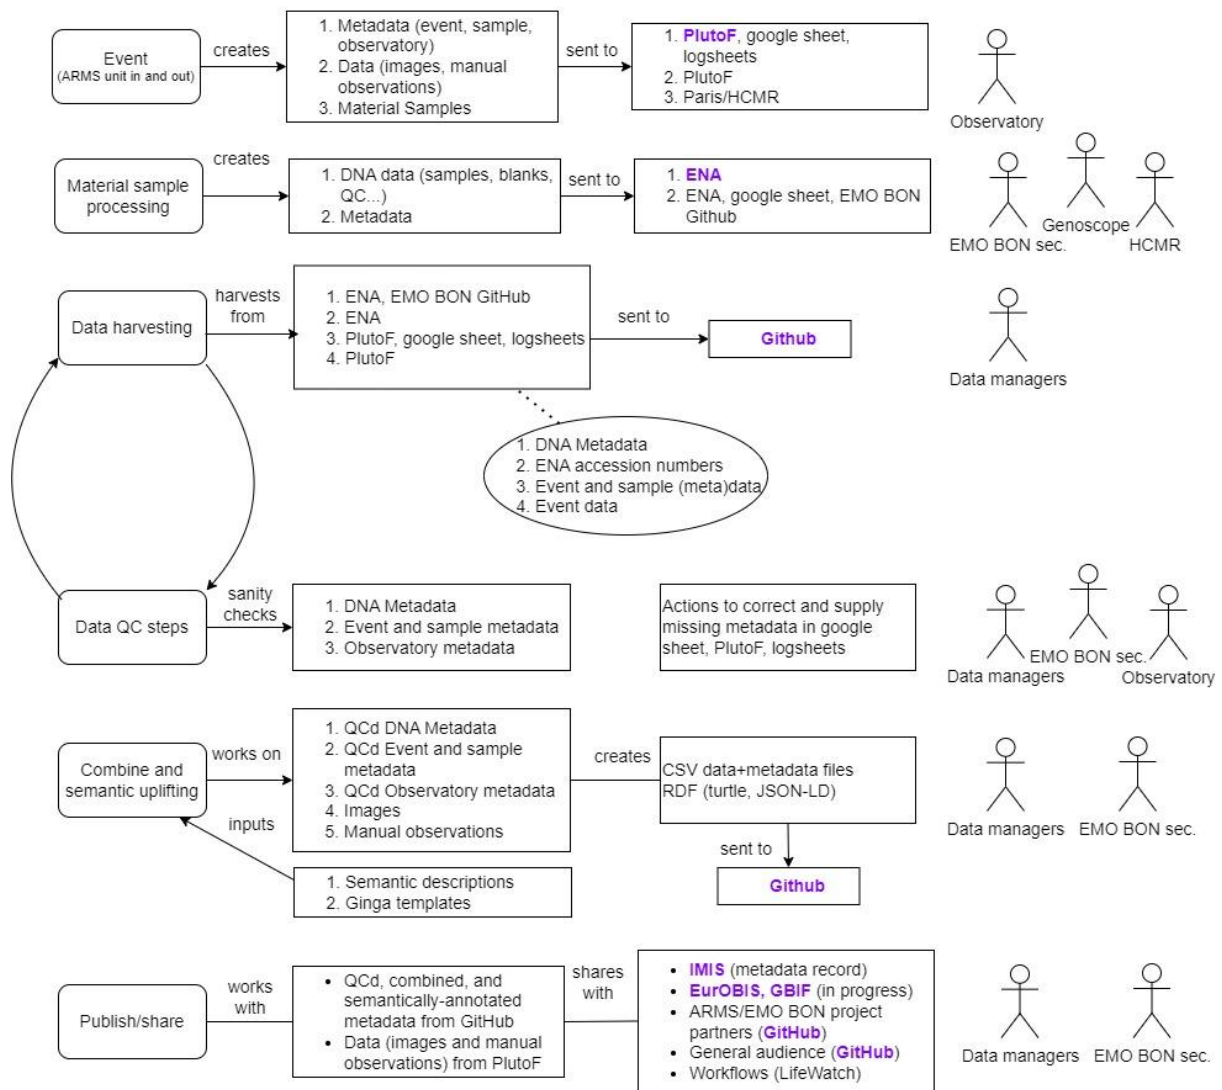 Event
(ARMS unit in and out)
creates
1. Metadata (event, sample,
observatory)
2. Data (images, manual
observations)
3. Material Samples
sent to
1. PlutoF, google sheet,
logsheets
2. PlutoF
3. Paris/HCMR
Observatory
Material sample
processing
creates
1. DNA data (samples, blanks,
QC...)
2. Metadata
sent to
1. ENA
2. ENA, google sheet, EMO BON
Github
EMO BON sec.
Genoscope
HCMR
Data harvesting
harvests
from
1. ENA, EMO BON GitHub
2. ENA
3. PlutoF, google sheet, logsheets
4. PlutoF
sent to
Github
Data managers
1. DNA Metadata
2. ENA accession numbers
3. Event and sample (meta)data
4. Event data
Data QC steps
sanity
checks
1. DNA Metadata
2. Event and sample metadata
3. Observatory metadata
Actions to correct and supply
missing metadata in google
sheet, PlutoF, logsheets
Data managers
EMO BON sec.
Observatory
Combine and
semantic uplifting
works on
1. QCd DNA Metadata
2. QCd Event and sample
metadata
3. QCd Observatory metadata
4. Images
5. Manual observations
creates
CSV data+metadata files
RDF (turtle, JSON-LD)
Data managers
EMO BON sec.
inputs
1. Semantic descriptions
2. Ginga templates
sent to
Github
Publish/share
works
with
• QCd, combined, and
semantically-annotated
metadata from GitHub
• Data (images and manual
observations) from PlutoF
shares
with
• IMIS (metadata record)
• EurOBIS, GBIF (in progress)
• ARMS/EMO BON project
partners (GitHub)
• General audience (GitHub)
• Workflows (LifeWatch)
Data managers
EMO BON sec.